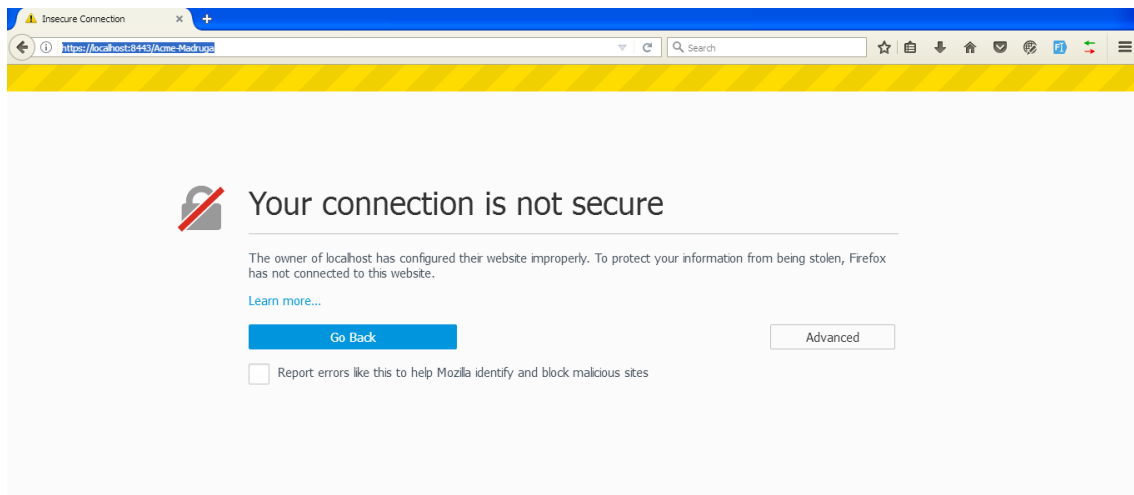 Insecure Connection
https://localhost:8443/Acme-Madruga
Search
Your connection is not secure
The owner of localhost has configured their website improperly. To protect your information from being stolen, Firefox
has not connected to this website.
Learn more...
Go Back
Advanced
Report errors like this to help Mozilla identify and block malicious sites